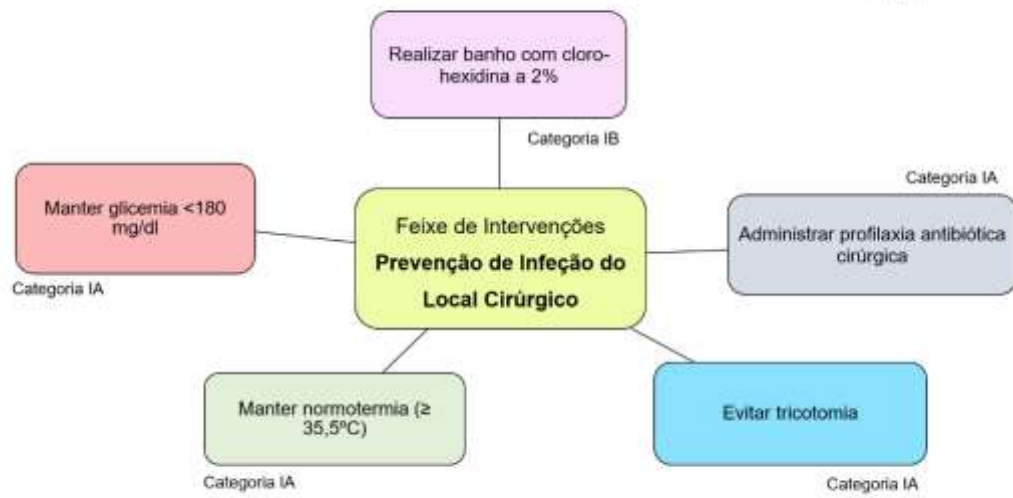 Realizar banho com cloro-
hexidina a 2%
Categoria IB
Categoria IA
Manter glicemia <180
mg/dl
Categoria IA
Feixe de Intervenções
Prevenção de Infeção do
Local Cirúrgico
Administrar profilaxia antibiótica
cirúrgica
Manter normotermia (≥
35,5ºC)
Categoria IA
Evitar tricotomia
Categoria IA